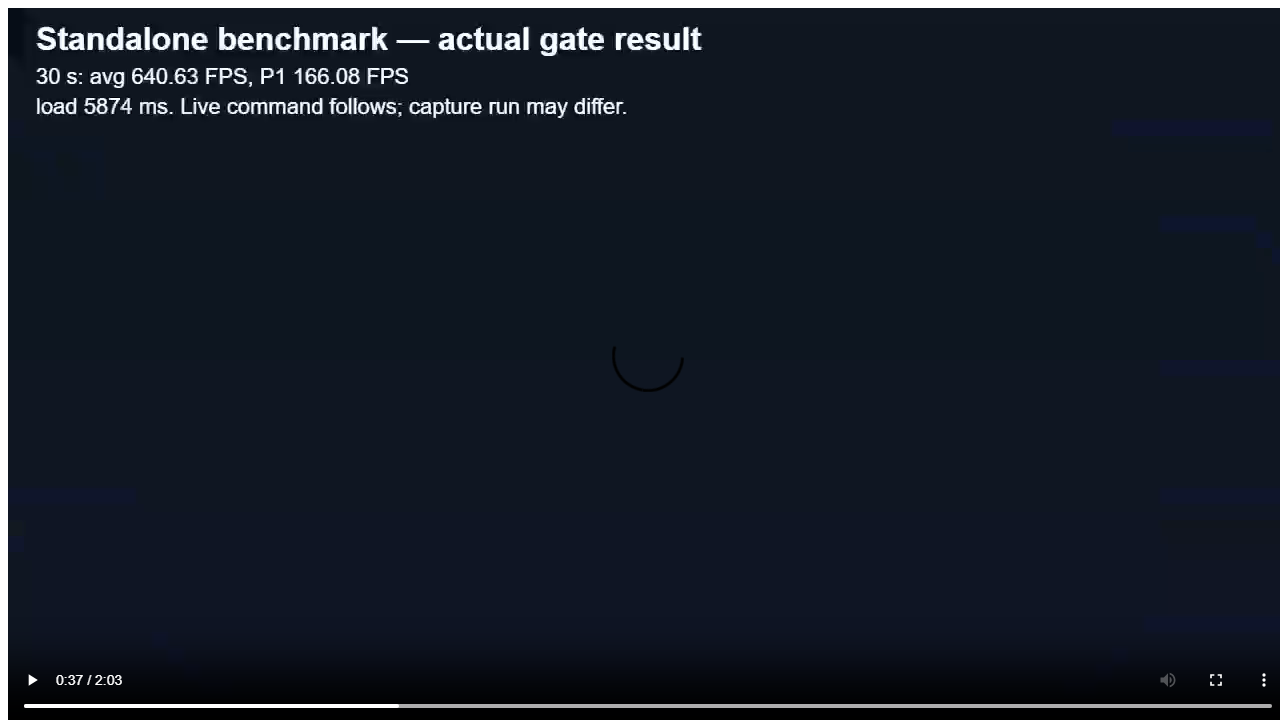 Standalone benchmark — actual gate result
30 s: avg 640.63 FPS, P1 166.08 FPS
load 5874 ms. Live command follows; capture run may differ.
0:37 / 2:03